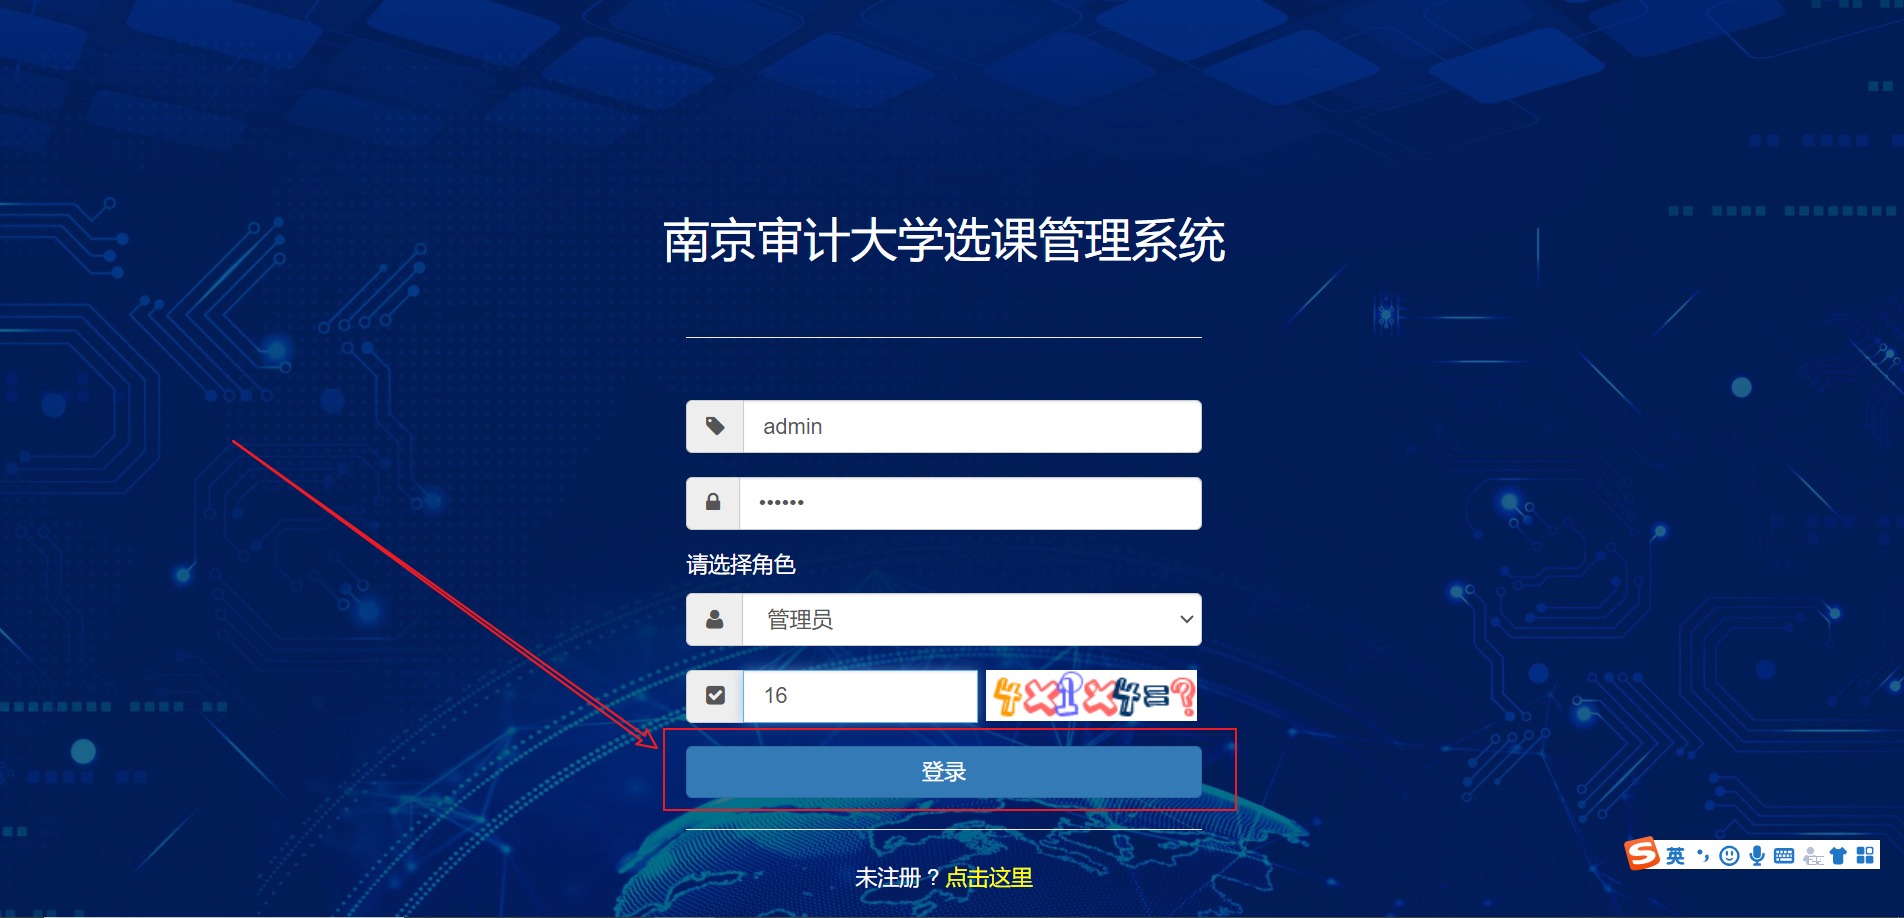 南京审计大学选课管理系统
admin
••••••
请选择角色
管理员
16 4×1×4=?
登录
未注册？点击这里
S 英